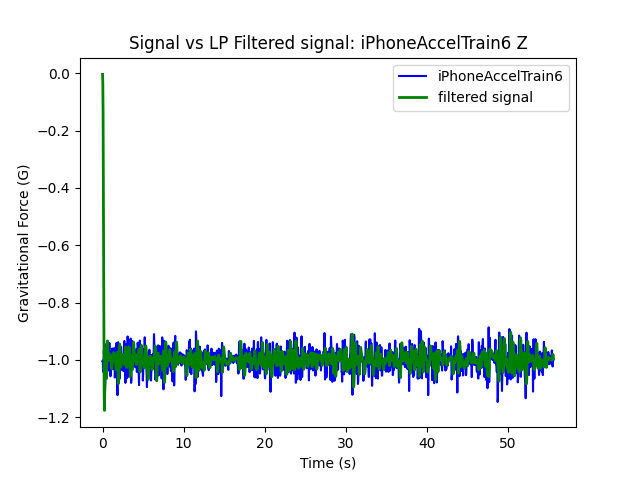 Signal vs LP Filtered signal: iPhoneAccelTrain6 Z
iPhoneAccelTrain6
filtered signal
Gravitational Force (G)
0.0
−0.2
−0.4
−0.6
−0.8
−1.0
−1.2
0 10 20 30 40 50
Time (s)